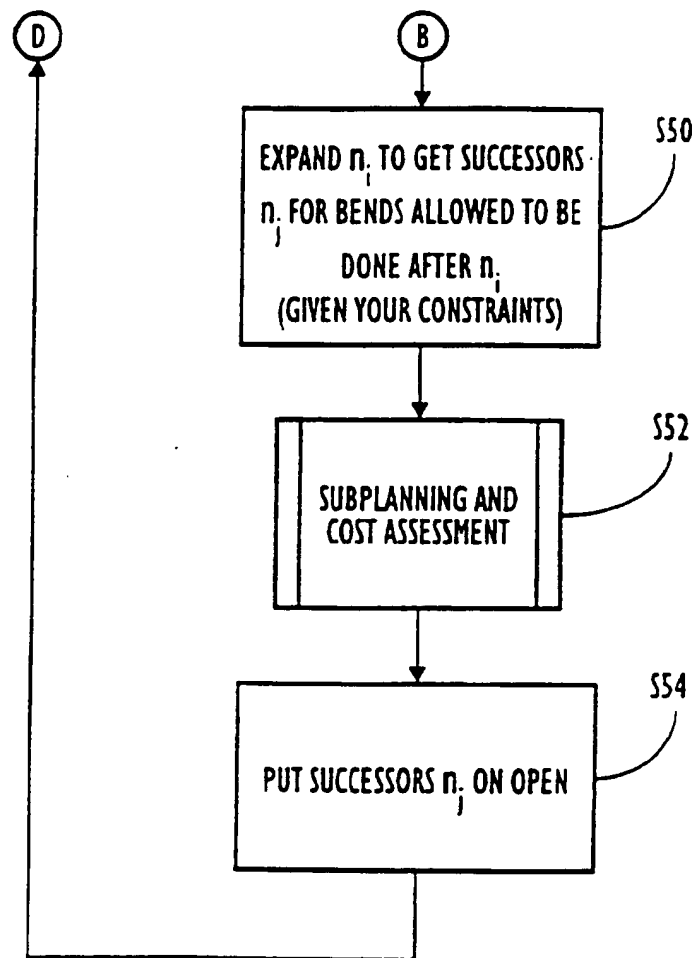 D
B
EXPAND ni TO GET SUCCESSORS
nj FOR BENDS ALLOWED TO BE
DONE AFTER ni
(GIVEN YOUR CONSTRAINTS)
S50
SUBPLANNING AND
COST ASSESSMENT
S52
PUT SUCCESSORS nj ON OPEN
S54